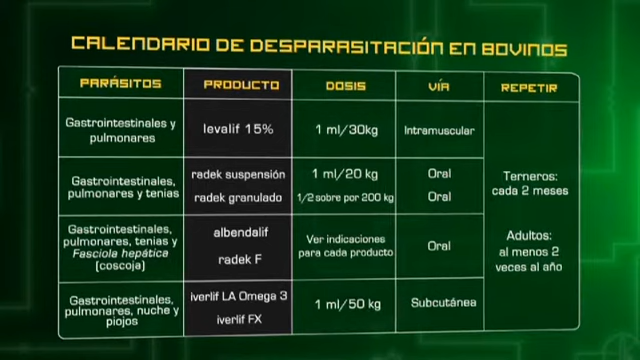 CALENDARIO DE DESPARASITACIÓN EN BOVINOS
PARÁSITOS PRODUCTO DOSIS VÍA REPETIR
Gastrointestinales y
pulmonares
levalif 15%
1 ml/30kg
Intramuscular
Gastrointestinales,
pulmonares y tenias
radek suspensión
radek granulado
1 ml/20 kg
1/2 sobre por 200 kg
Oral
Oral
Gastrointestinales,
pulmonares, tenias y
Fasciola hepática
(coscoja)
albendalif
radek F
Ver indicaciones
para cada producto
Oral
Gastrointestinales,
pulmonares, nuche y
piojos
iverlif LA Omega 3
iverlif FX
1 ml/50 kg
Subcutánea
Terneros:
cada 2 meses
Adultos:
al menos 2
veces al año